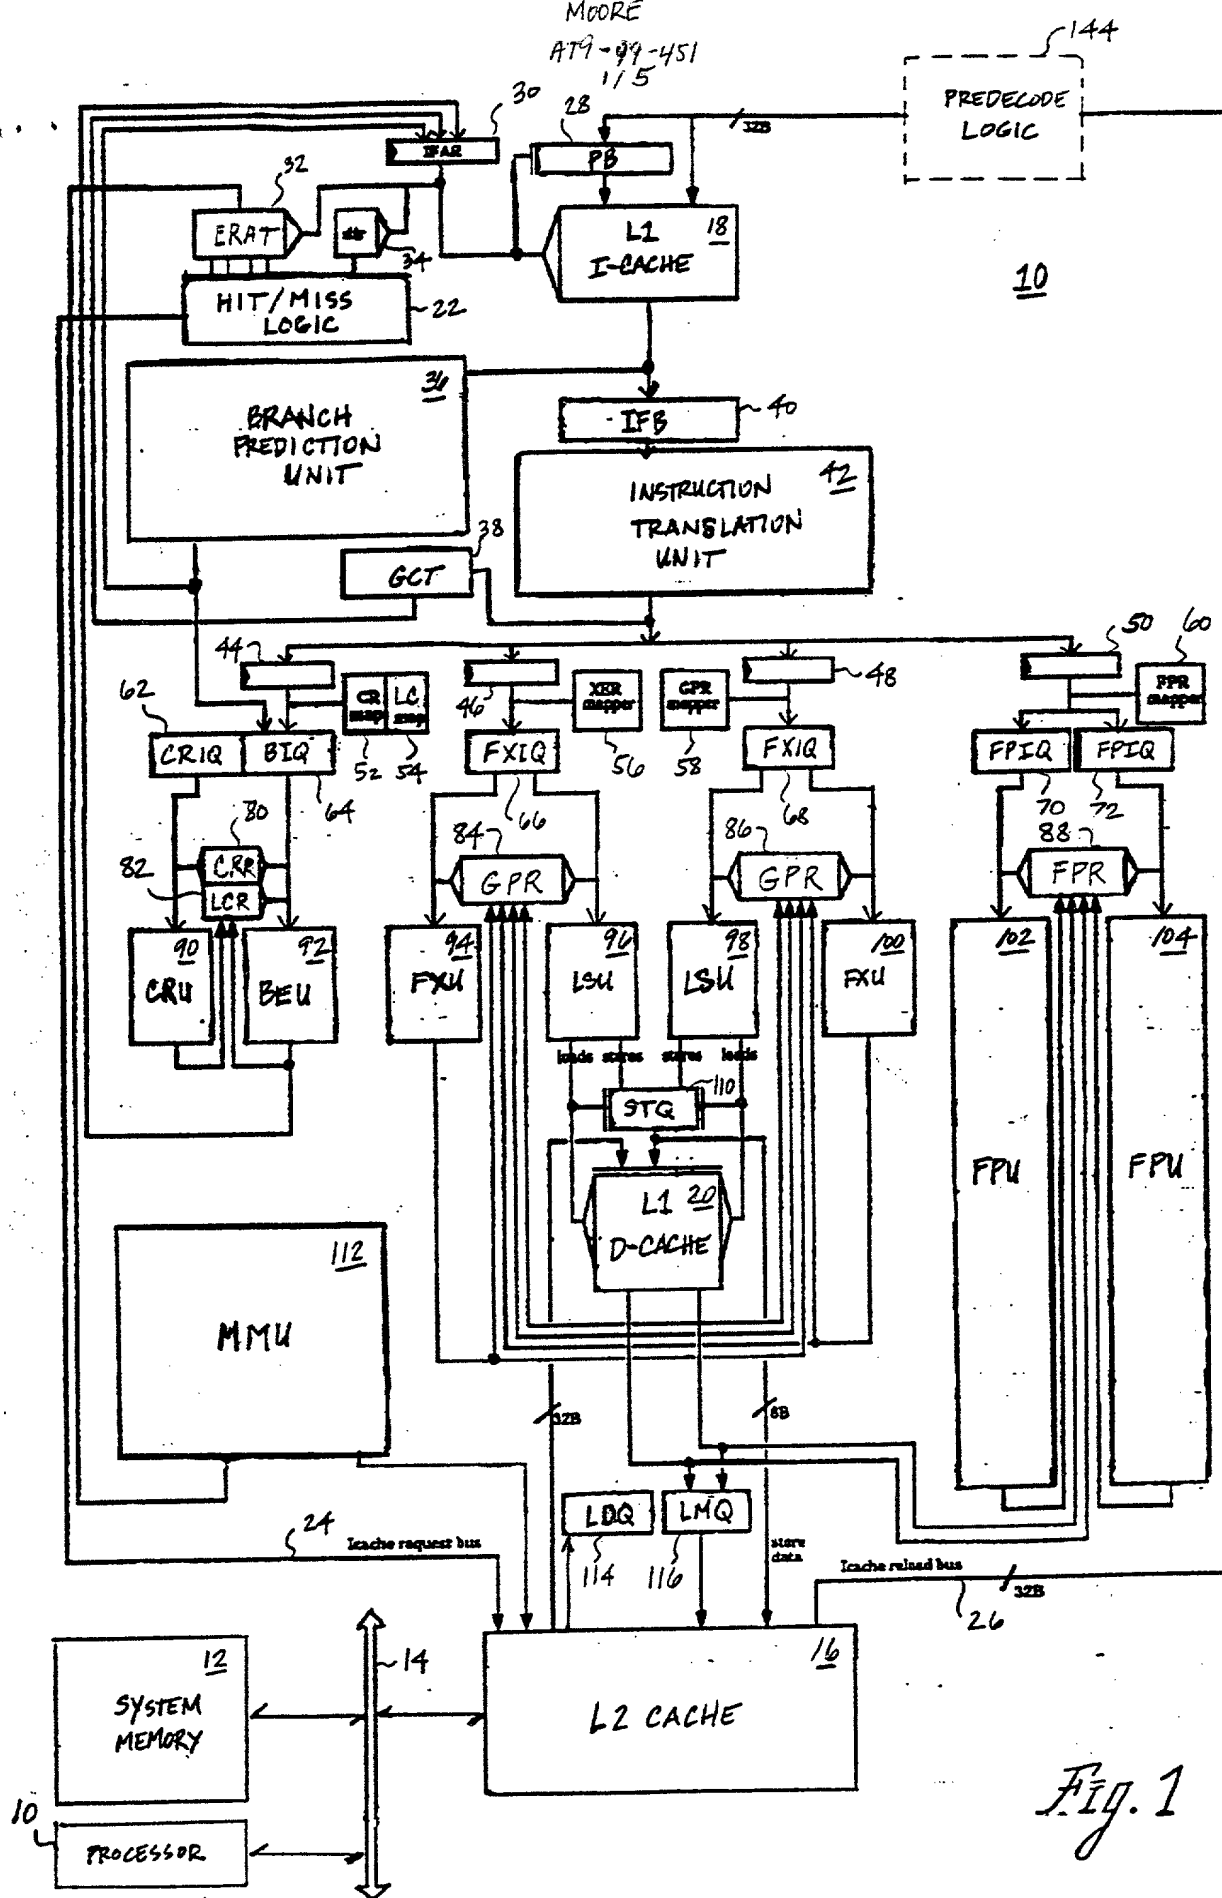 MOORE
AT9-99-451
1/5
144
PREDECODE
LOGIC
30
28
32B
IFAR
PB
32
ERAT
dir
34
L1 18
I-CACHE
10
HIT/MISS
LOGIC
22
36
BRANCH
PREDICTION
UNIT
IFB
40
42
INSTRUCTION
TRANSLATION
UNIT
38
GCT
44
46
48
50
60
62
CR
map
LC
map
XER
mapper
GPR
mapper
FPR
mapper
CRIQ
BIQ
52
54
FXIQ
56
58
FXIQ
FPIQ
FPIQ
64
66
68
70
72
80
82
CRR
LCR
84
GPR
86
GPR
88
FPR
90
CRU
92
BEU
94
FXU
96
LSU
98
LSU
100
FXU
102
FPU
104
FPU
loads stores stores loads
STQ
110
L1 20
D-CACHE
112
MMU
32B
8B
LDQ
LMQ
24
Icache request bus
114
116
store
data
Icache reload bus
32B
26
12
SYSTEM
MEMORY
14
16
L2 CACHE
10
PROCESSOR
Fig. 1